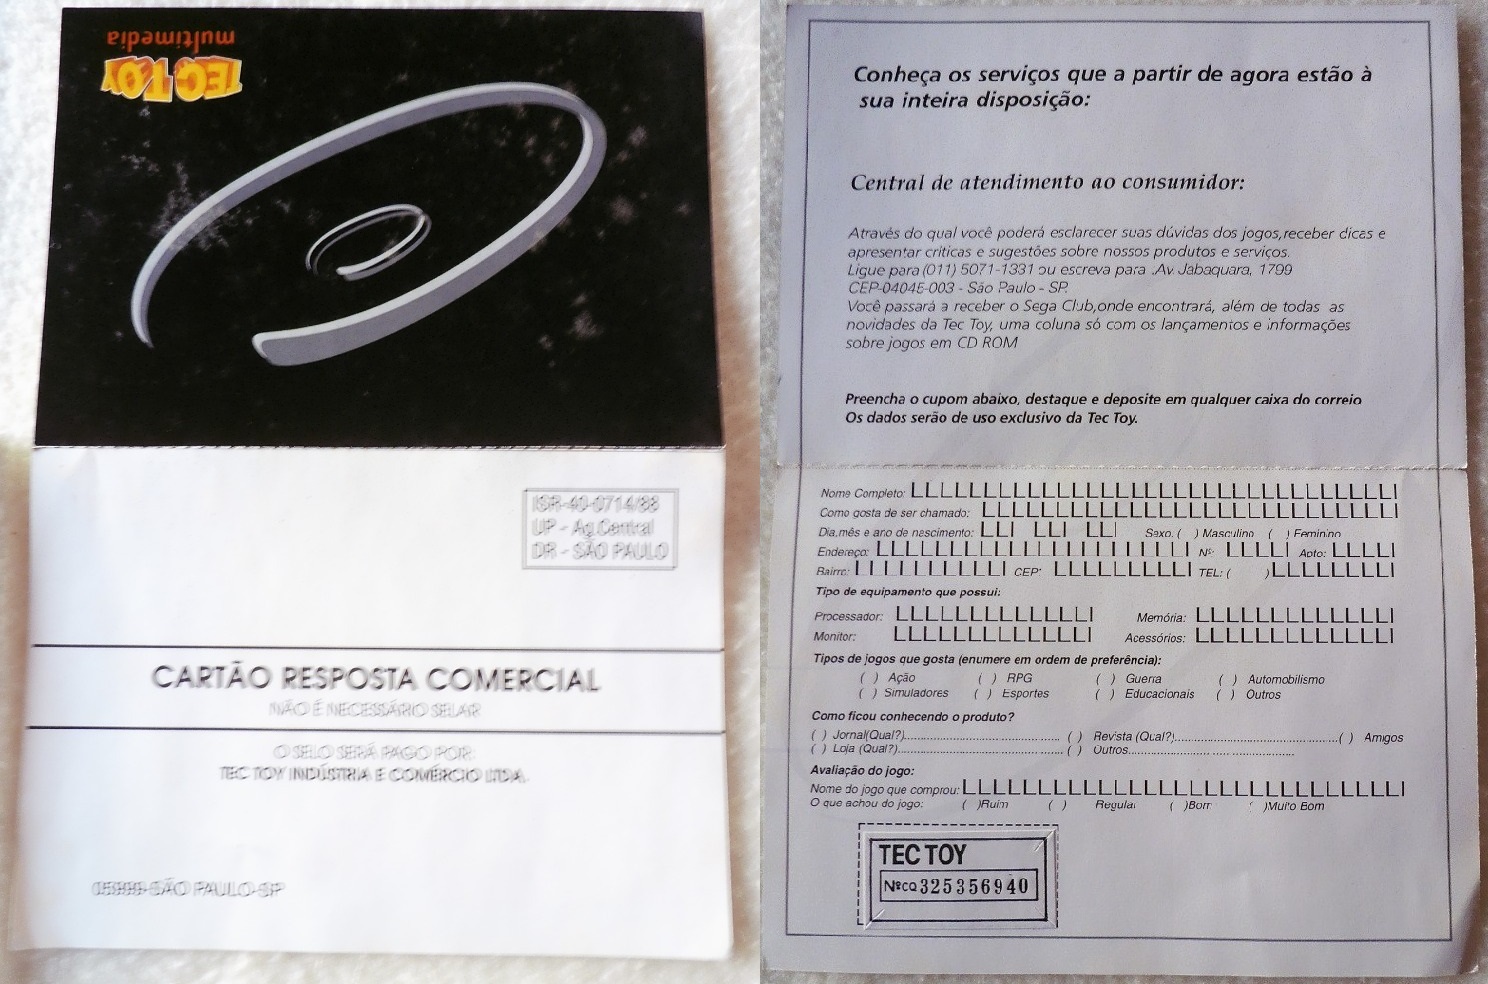 TEC TOY
multimedia
ISR-40-0714/88
UP - Ag.Central
DR - SÃO PAULO
CARTÃO RESPOSTA COMERCIAL
NÃO É NECESSÁRIO SELAR
O SELO SERÁ PAGO POR:
TEC TOY INDÚSTRIA E COMÉRCIO LTDA.
05999-SÃO PAULO-SP
Conheça os serviços que a partir de agora estão à
sua inteira disposição:
Central de atendimento ao consumidor:
Através do qual você poderá esclarecer suas dúvidas dos jogos,receber dicas e
apresentar críticas e sugestões sobre nossos produtos e serviços.
Ligue para (011) 5071-1331 ou escreva para .Av. Jabaquara, 1799
CEP-04045-003 - São Paulo - SP.
Você passará a receber o Sega Club,onde encontrará, além de todas as
novidades da Tec Toy, uma coluna só com os lançamentos e informações
sobre jogos em CD ROM
Preencha o cupom abaixo, destaque e deposite em qualquer caixa do correio
Os dados serão de uso exclusivo da Tec Toy.
Nome Completo:
Como gosta de ser chamado:
Dia,mês e ano de nascimento: Sexo: ( ) Masculino ( ) Feminino
Endereço: Nº: Apto:
Bairro: CEP: TEL: ( )
Tipo de equipamento que possui:
Processador: Memória:
Monitor: Acessórios:
Tipos de jogos que gosta (enumere em ordem de preferência):
( ) Ação ( ) RPG ( ) Guerra ( ) Automobilismo
( ) Simuladores ( ) Esportes ( ) Educacionais ( ) Outros
Como ficou conhecendo o produto?
( ) Jornal(Qual?)........................................ ( ) Revista (Qual?)..........................................( ) Amigos
( ) Loja (Qual?)...........................................( ) Outros..........................................
Avaliação do jogo:
Nome do jogo que comprou:
O que achou do jogo: ( )Ruim ( ) Regular ( )Bom ( )Muito Bom
TEC TOY
NºCQ 325356940